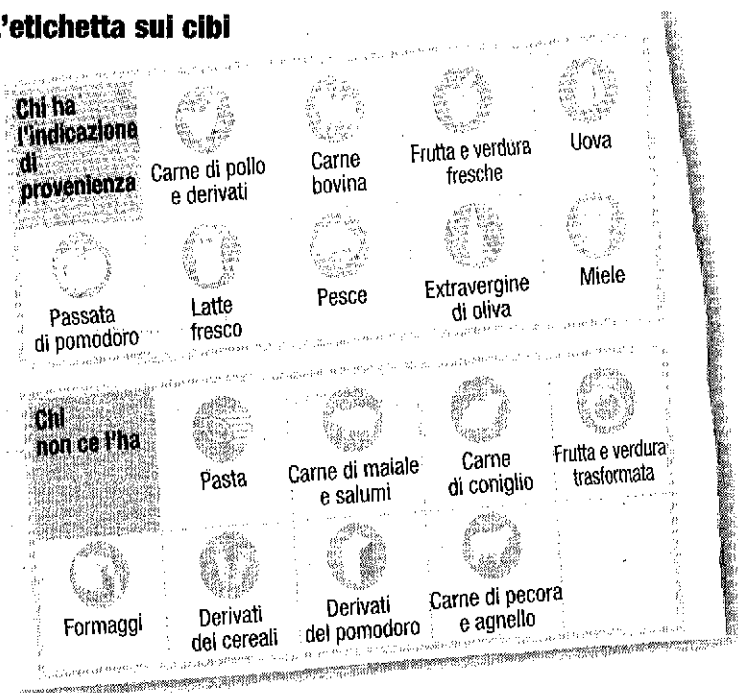 'etichetta sui cibi
Chi ha
l'indicazione
di
provenienza
Carne di pollo
e derivati
Carne
bovina
Frutta e verdura
fresche
Uova
Passata
di pomodoro
Latte
fresco
Pesce
Extravergine
di oliva
Miele
Chi
non ce l'ha
Pasta
Carne di maiale
e salumi
Carne
di coniglio
Frutta e verdura
trasformata
Formaggi
Derivati
dei cereali
Derivati
del pomodoro
Carne di pecora
e agnello